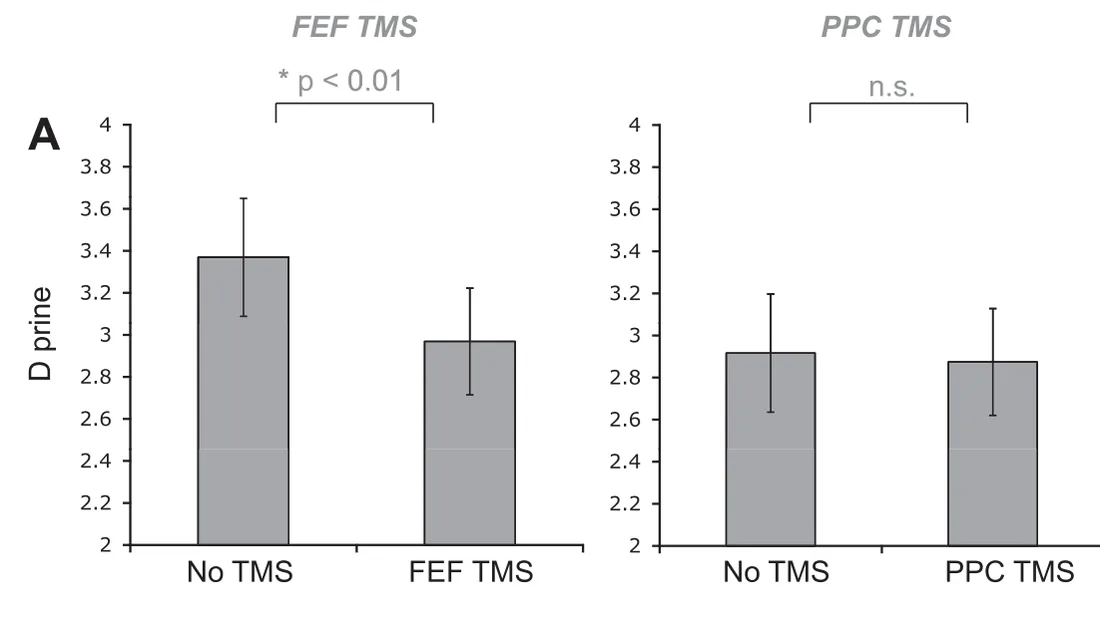 FEF TMS
PPC TMS
* p < 0.01
n.s.
A
D prine
4
3.8
3.6
3.4
3.2
3
2.8
2.6
2.4
2.2
2
No TMS
FEF TMS
4
3.8
3.6
3.4
3.2
3
2.8
2.6
2.4
2.2
2
No TMS
PPC TMS